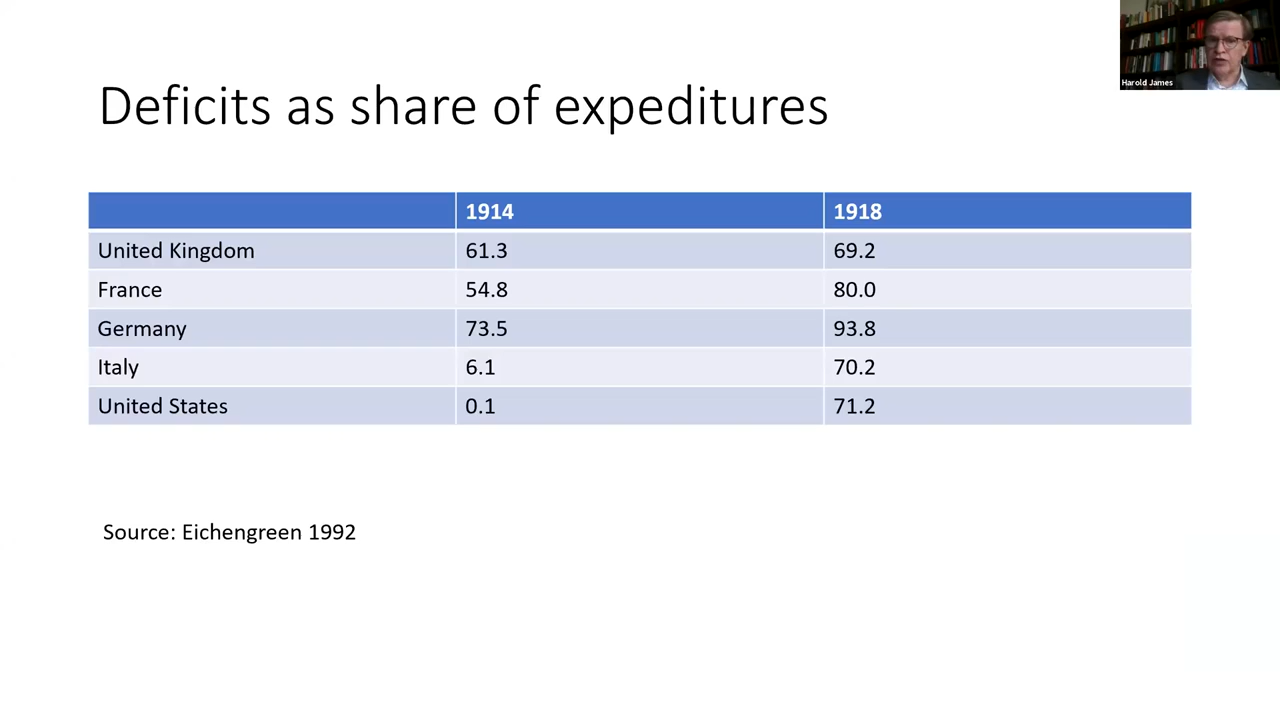 Harold James
Deficits as share of expeditures
1914 1918
United Kingdom 61.3 69.2
France 54.8 80.0
Germany 73.5 93.8
Italy 6.1 70.2
United States 0.1 71.2
Source: Eichengreen 1992